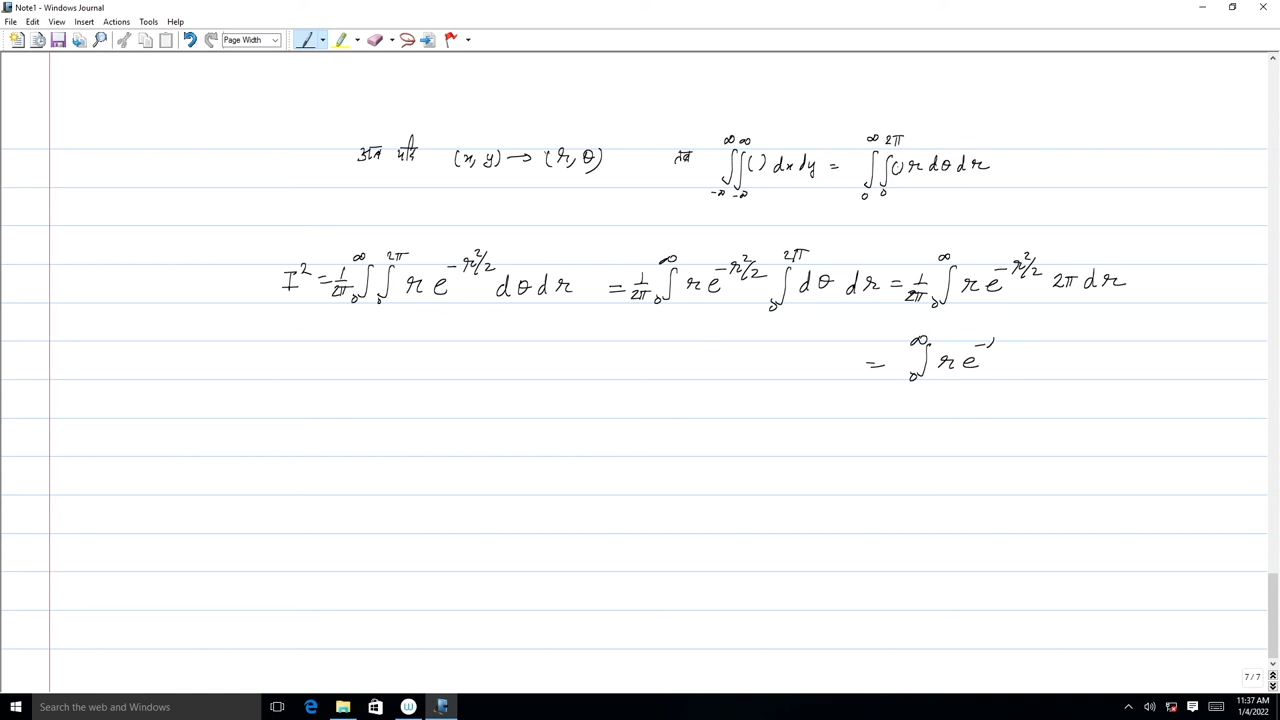 Note1 - Windows Journal
File Edit View Insert Actions Tools Help
Page Width
(x, y) → (r, θ) ∫_{-∞}^{∞} ∫_{-∞}^{∞} ( ) dx dy = ∫_0^∞ ∫_0^{2π} ( ) r dθ dr
I² = 1/2π ∫_0^∞ ∫_0^{2π} r e^{-r²/2} dθ dr = 1/2π ∫_0^∞ r e^{-r²/2} ∫_0^{2π} dθ dr = 1/2π ∫_0^∞ r e^{-r²/2} 2π dr
= ∫_0^∞ r e^-
7 / 7
Search the web and Windows
11:37 AM
1/4/2022